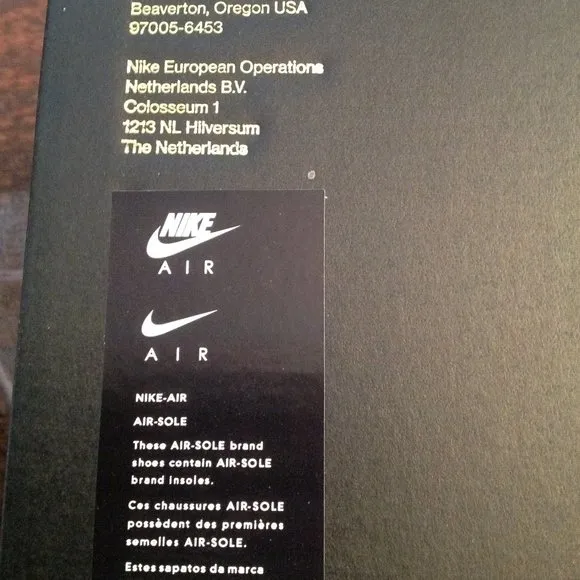 Beaverton, Oregon USA
97005-6453
Nike European Operations
Netherlands B.V.
Colosseum 1
1213 NL Hilversum
The Netherlands
NIKE
AIR
AIR
NIKE-AIR
AIR-SOLE
These AIR-SOLE brand
shoes contain AIR-SOLE
brand insoles.
Ces chaussures AIR-SOLE
possèdent des premières
semelles AIR-SOLE.
Estes sapatos da marca